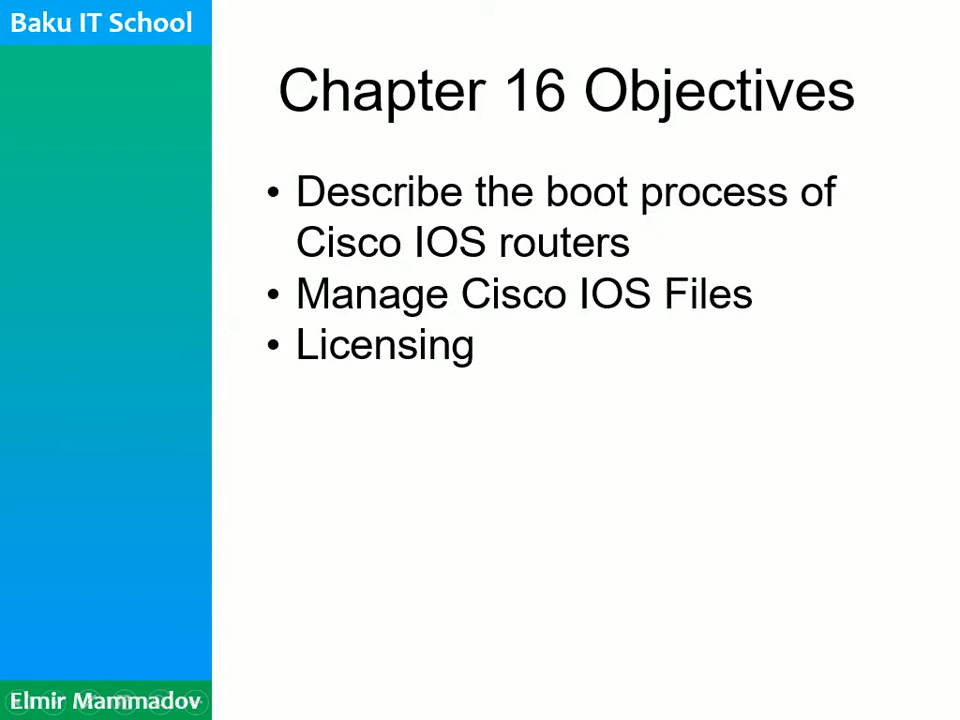 Baku IT School
Chapter 16 Objectives
• Describe the boot process of
Cisco IOS routers
• Manage Cisco IOS Files
• Licensing
Elmir Mammadov